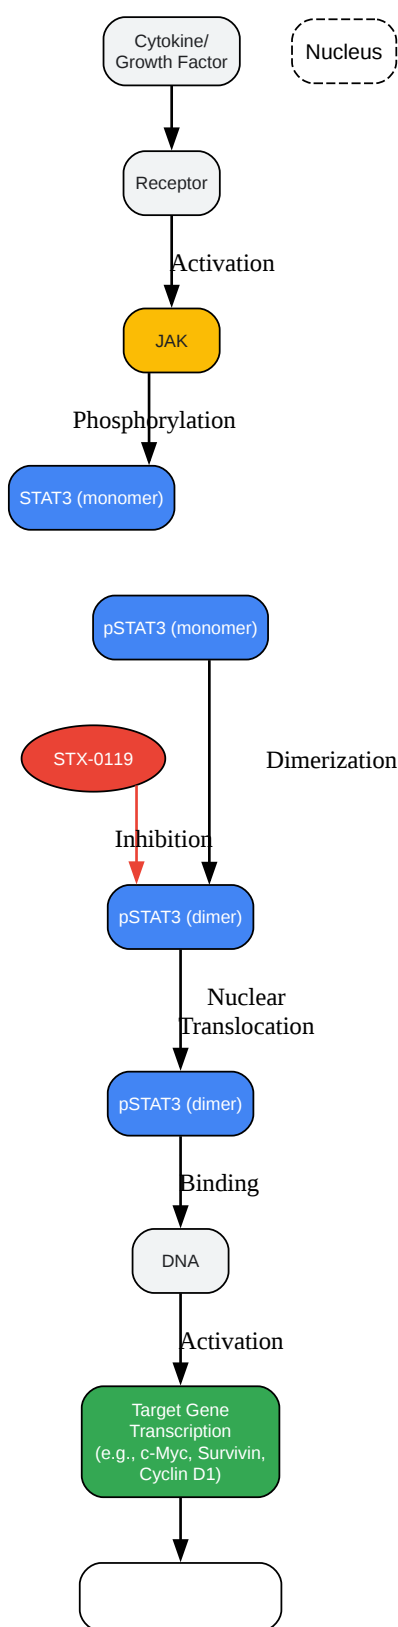 Cytokine/
Growth Factor
Nucleus
Receptor
Activation
JAK
Phosphorylation
STAT3 (monomer)
pSTAT3 (monomer)
STX-0119
Dimerization
Inhibition
pSTAT3 (dimer)
Nuclear
Translocation
pSTAT3 (dimer)
Binding
DNA
Activation
Target Gene
Transcription
(e.g., c-Myc, Survivin,
Cyclin D1)